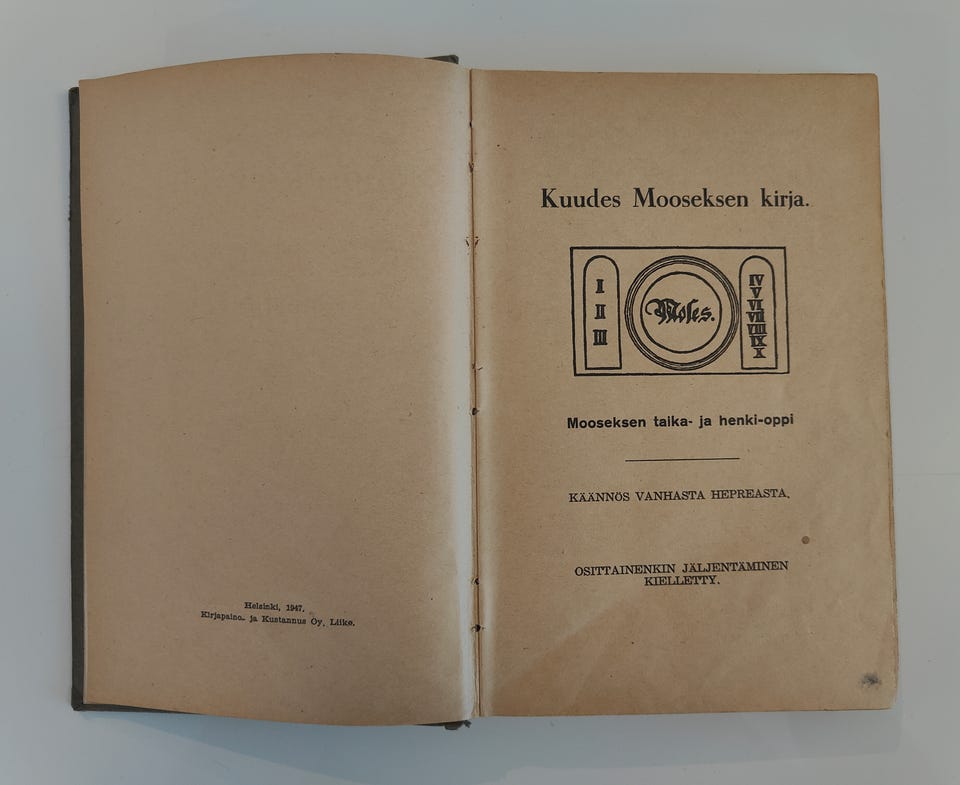 Helsinki, 1947.
Kirjapaino- ja Kustannus Oy, Liike.
Kuudes Mooseksen kirja.
I
II
III
Moses.
IV
V
VI
VII
VIII
IX
X
Mooseksen taika- ja henki-oppi
KÄÄNNÖS VANHASTA HEPREASTA.
OSITTAINENKIN JÄLJENTÄMINEN
KIELLETTY.